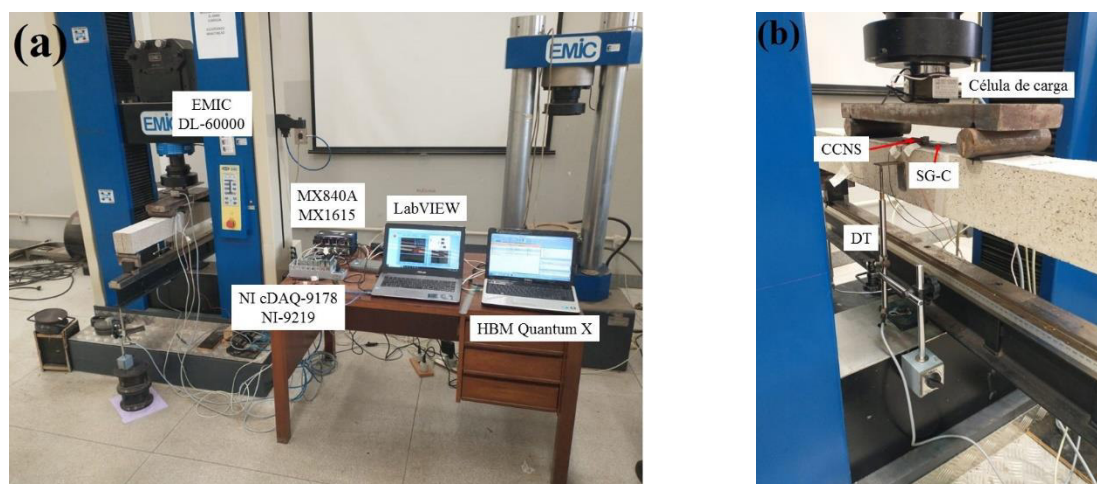 (a)
EMIC
EMIC
DL-60000
EMIC
MX840A
MX1615
LabVIEW
NI cDAQ-9178
NI-9219
HBM Quantum X
(b)
Célula de carga
CCNS
SG-C
DT